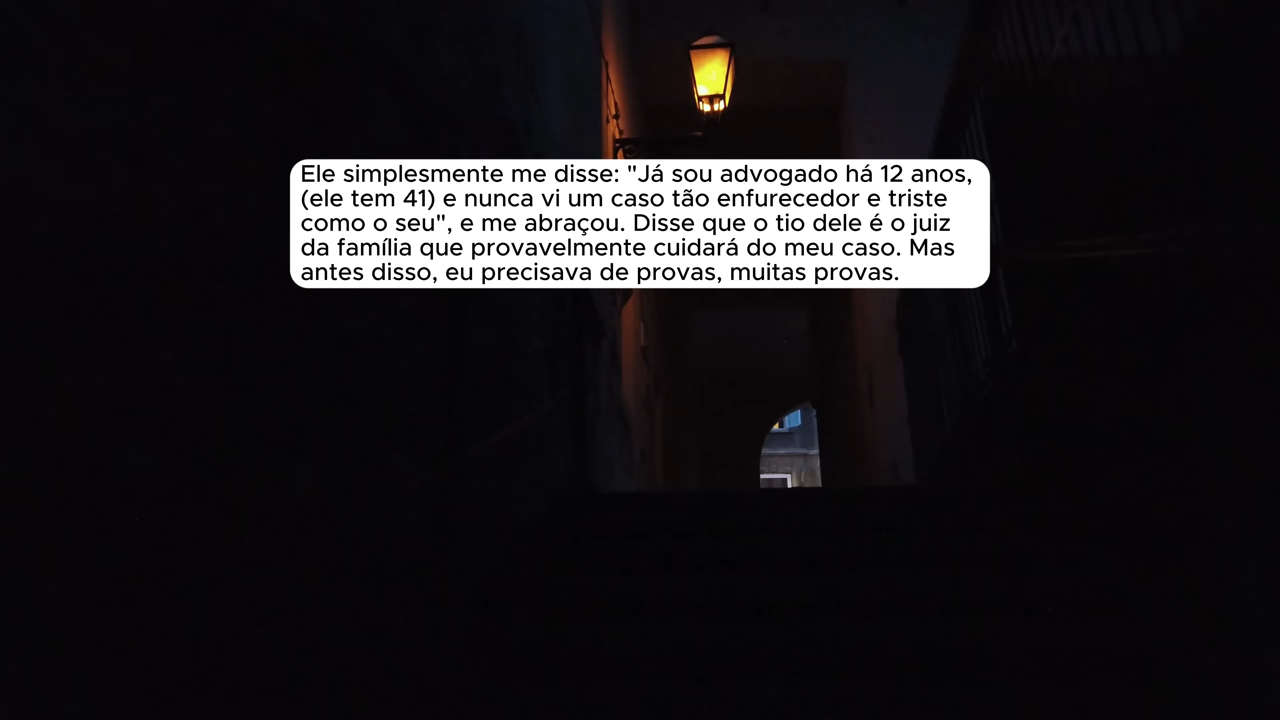 Ele simplesmente me disse: "Já sou advogado há 12 anos,
(ele tem 41) e nunca vi um caso tão enfurecedor e triste
como o seu", e me abraçou. Disse que o tio dele é o juiz
da família que provavelmente cuidará do meu caso. Mas
antes disso, eu precisava de provas, muitas provas.